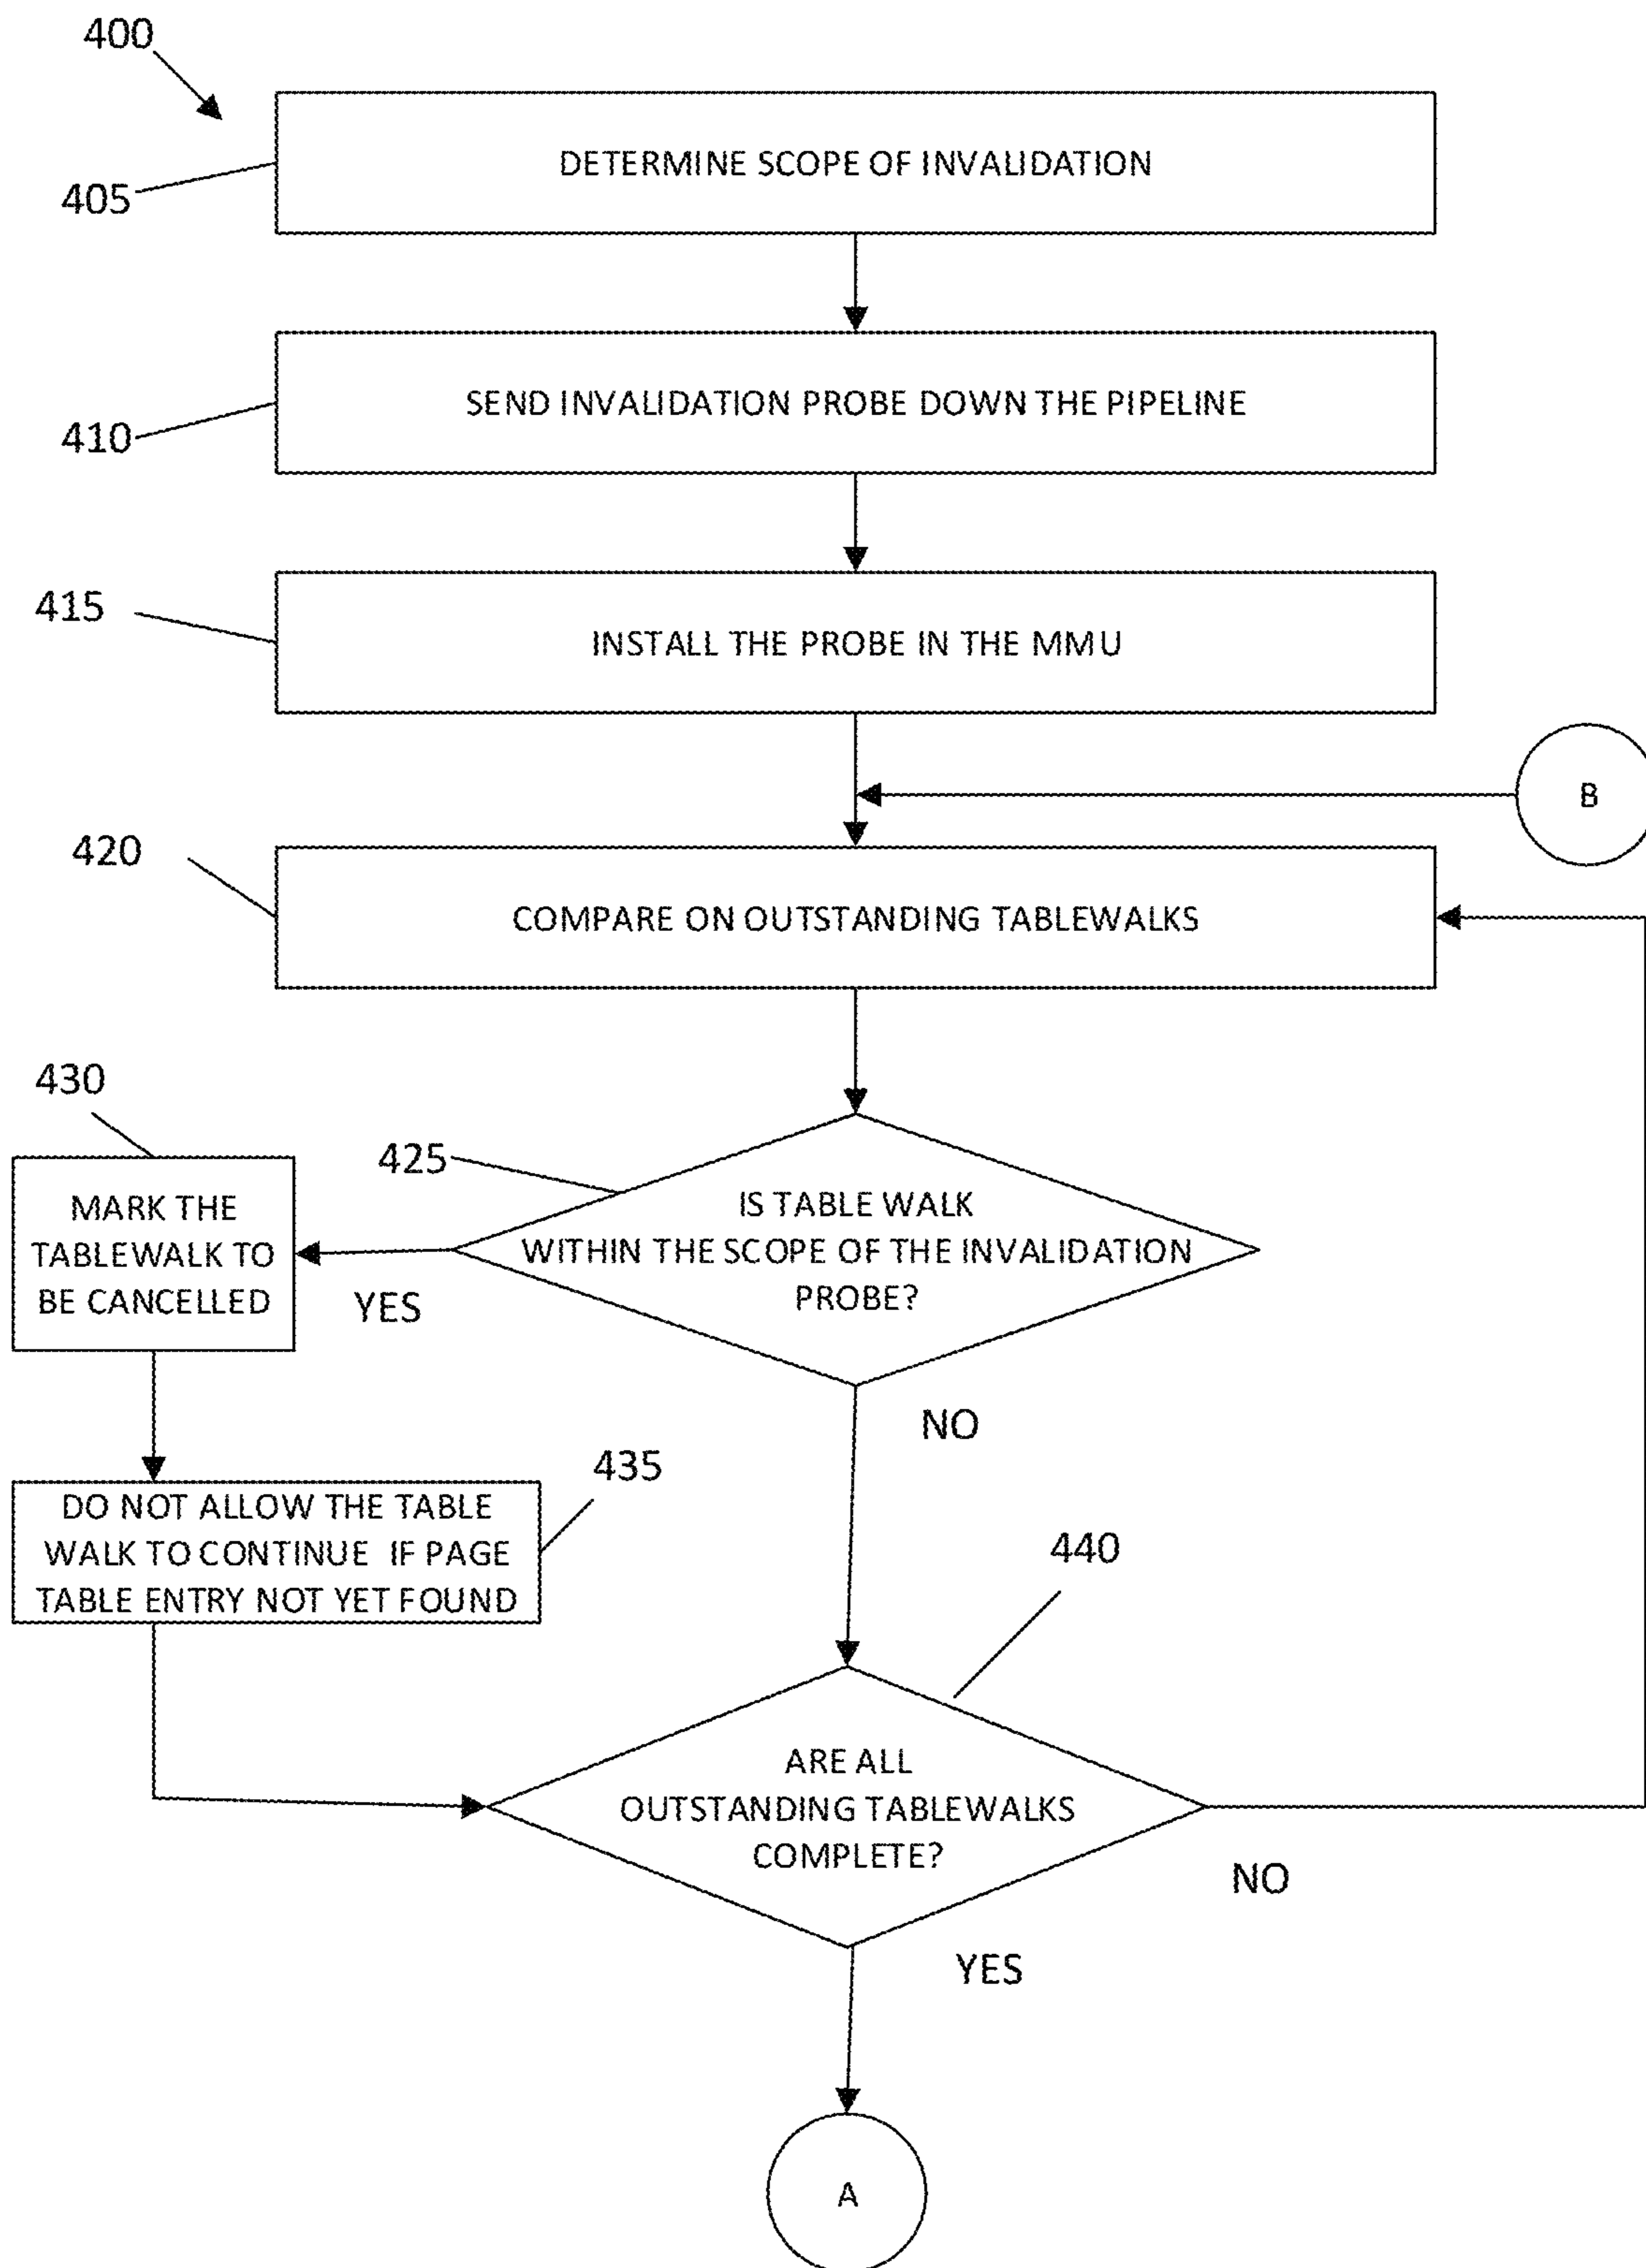 400
DETERMINE SCOPE OF INVALIDATION
405
SEND INVALIDATION PROBE DOWN THE PIPELINE
410
415
INSTALL THE PROBE IN THE MMU
B
420
COMPARE ON OUTSTANDING TABLEWALKS
430
425
MARK THE
TABLEWALK TO
BE CANCELLED
IS TABLE WALK
WITHIN THE SCOPE OF THE INVALIDATION
PROBE?
YES
NO
435
DO NOT ALLOW THE TABLE
WALK TO CONTINUE IF PAGE
TABLE ENTRY NOT YET FOUND
440
ARE ALL
OUTSTANDING TABLEWALKS
COMPLETE?
NO
YES
A